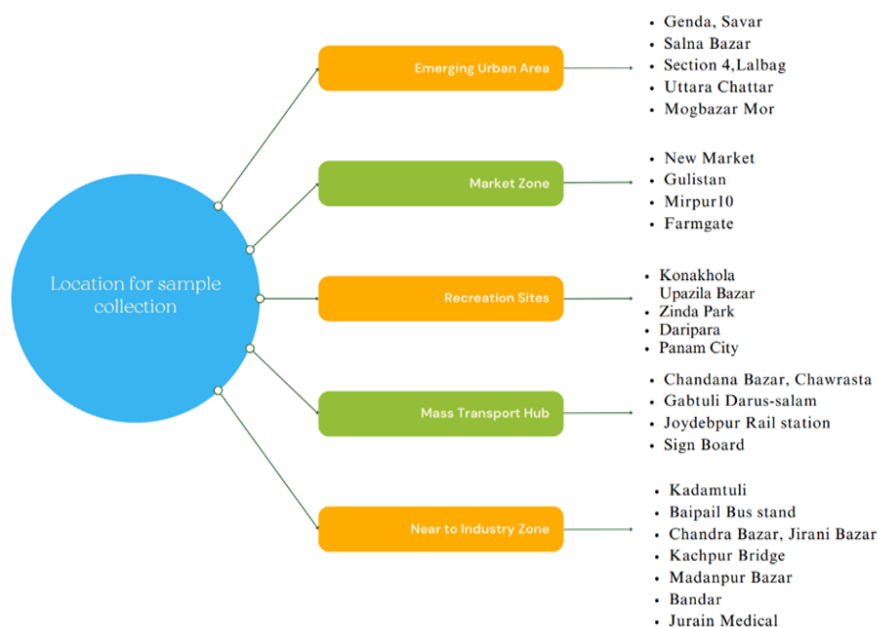 Location for sample
collection
Emerging Urban Area
• Genda, Savar
• Salna Bazar
• Section 4,Lalbag
• Uttara Chattar
• Mogbazar Mor
Market Zone
• New Market
• Gulistan
• Mirpur10
• Farmgate
Recreation Sites
• Konakhola
Upazila Bazar
• Zinda Park
• Daripara
• Panam City
Mass Transport Hub
• Chandana Bazar, Chawrasta
• Gabtuli Darus-salam
• Joydebpur Rail station
• Sign Board
Near to Industry Zone
• Kadamtuli
• Baipail Bus stand
• Chandra Bazar, Jirani Bazar
• Kachpur Bridge
• Madanpur Bazar
• Bandar
• Jurain Medical